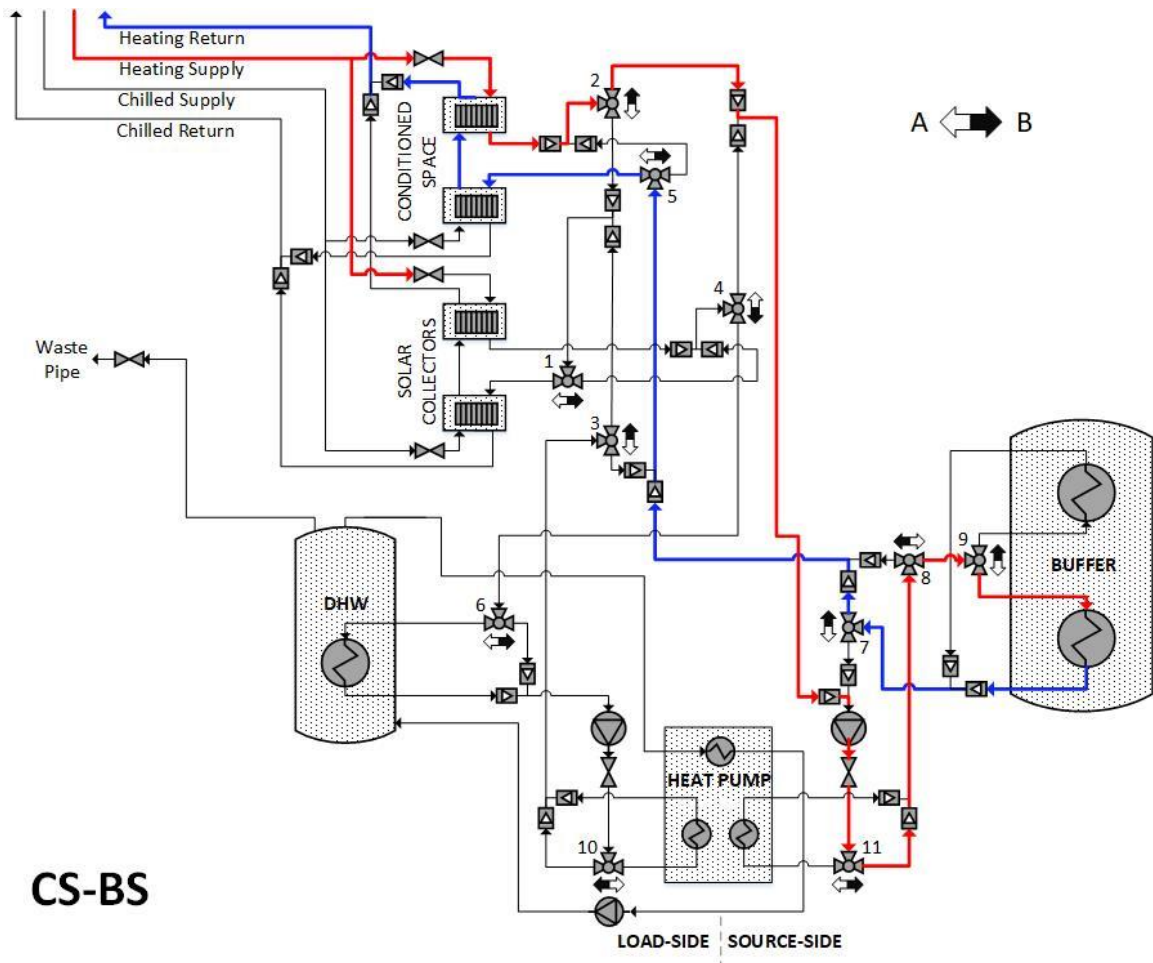 Heating Return
Heating Supply
Chilled Supply
Chilled Return
CONDITIONED
SPACE
2
A
B
5
4
SOLAR
COLLECTORS
Waste
Pipe
1
3
8
9
BUFFER
DHW
6
7
HEAT PUMP
10
11
CS-BS
LOAD-SIDE
SOURCE-SIDE